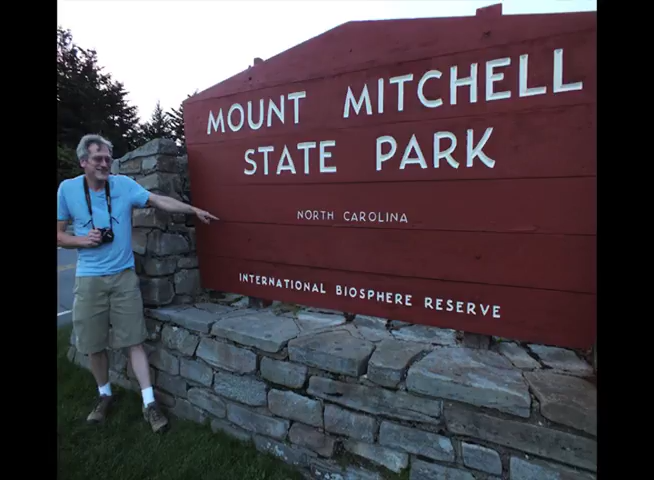 MOUNT MITCHELL
STATE PARK
NORTH CAROLINA
INTERNATIONAL BIOSPHERE RESERVE